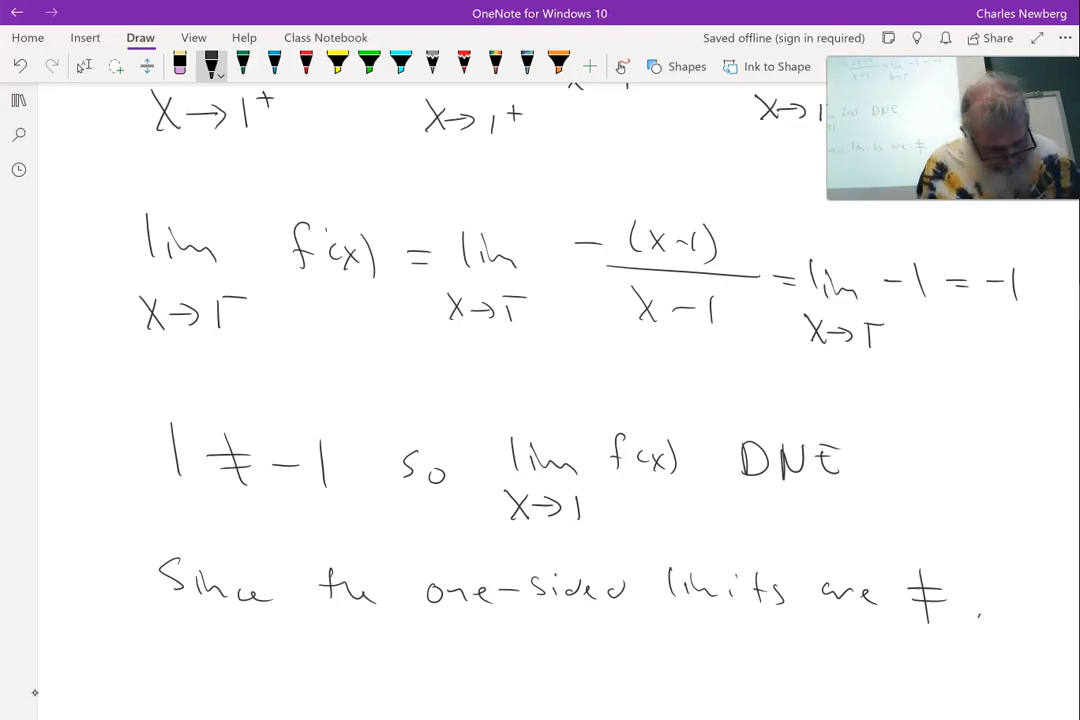 OneNote for Windows 10
Charles Newberg
Home Insert Draw View Help Class Notebook
Saved offline (sign in required)
Share
Shapes
Ink to Shape
x→1⁺ x→1⁺ x→1
lim f(x) = lim -(x-1)/(x-1) = lim -1 = -1
x→1⁻ x→1⁻ x→1⁻
1 ≠ -1 so lim f(x) DNE
x→1
Since the one-sided limits are ≠ .